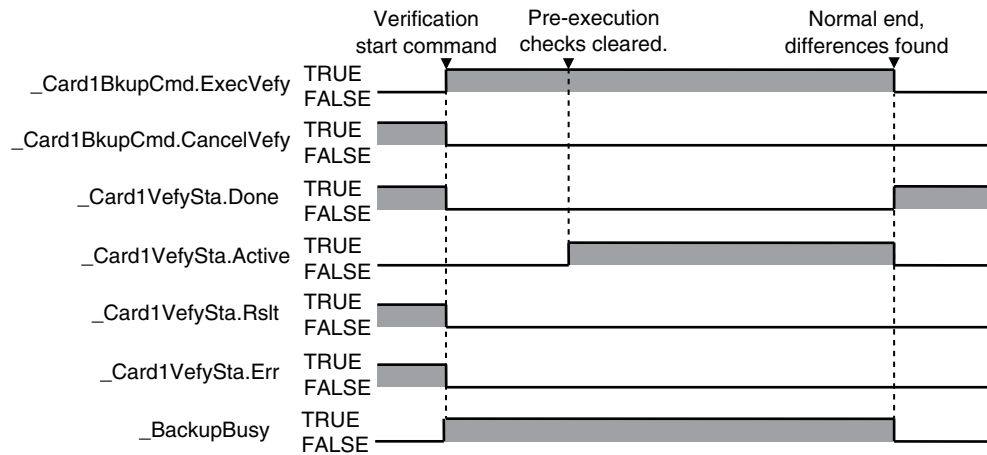 Verification
start command
Pre-execution
checks cleared.
Normal end,
differences found
_Card1BkupCmd.ExecVefy
TRUE
FALSE
_Card1BkupCmd.CancelVefy
TRUE
FALSE
_Card1VefySta.Done
TRUE
FALSE
_Card1VefySta.Active
TRUE
FALSE
_Card1VefySta.Rslt
TRUE
FALSE
_Card1VefySta.Err
TRUE
FALSE
_BackupBusy
TRUE
FALSE